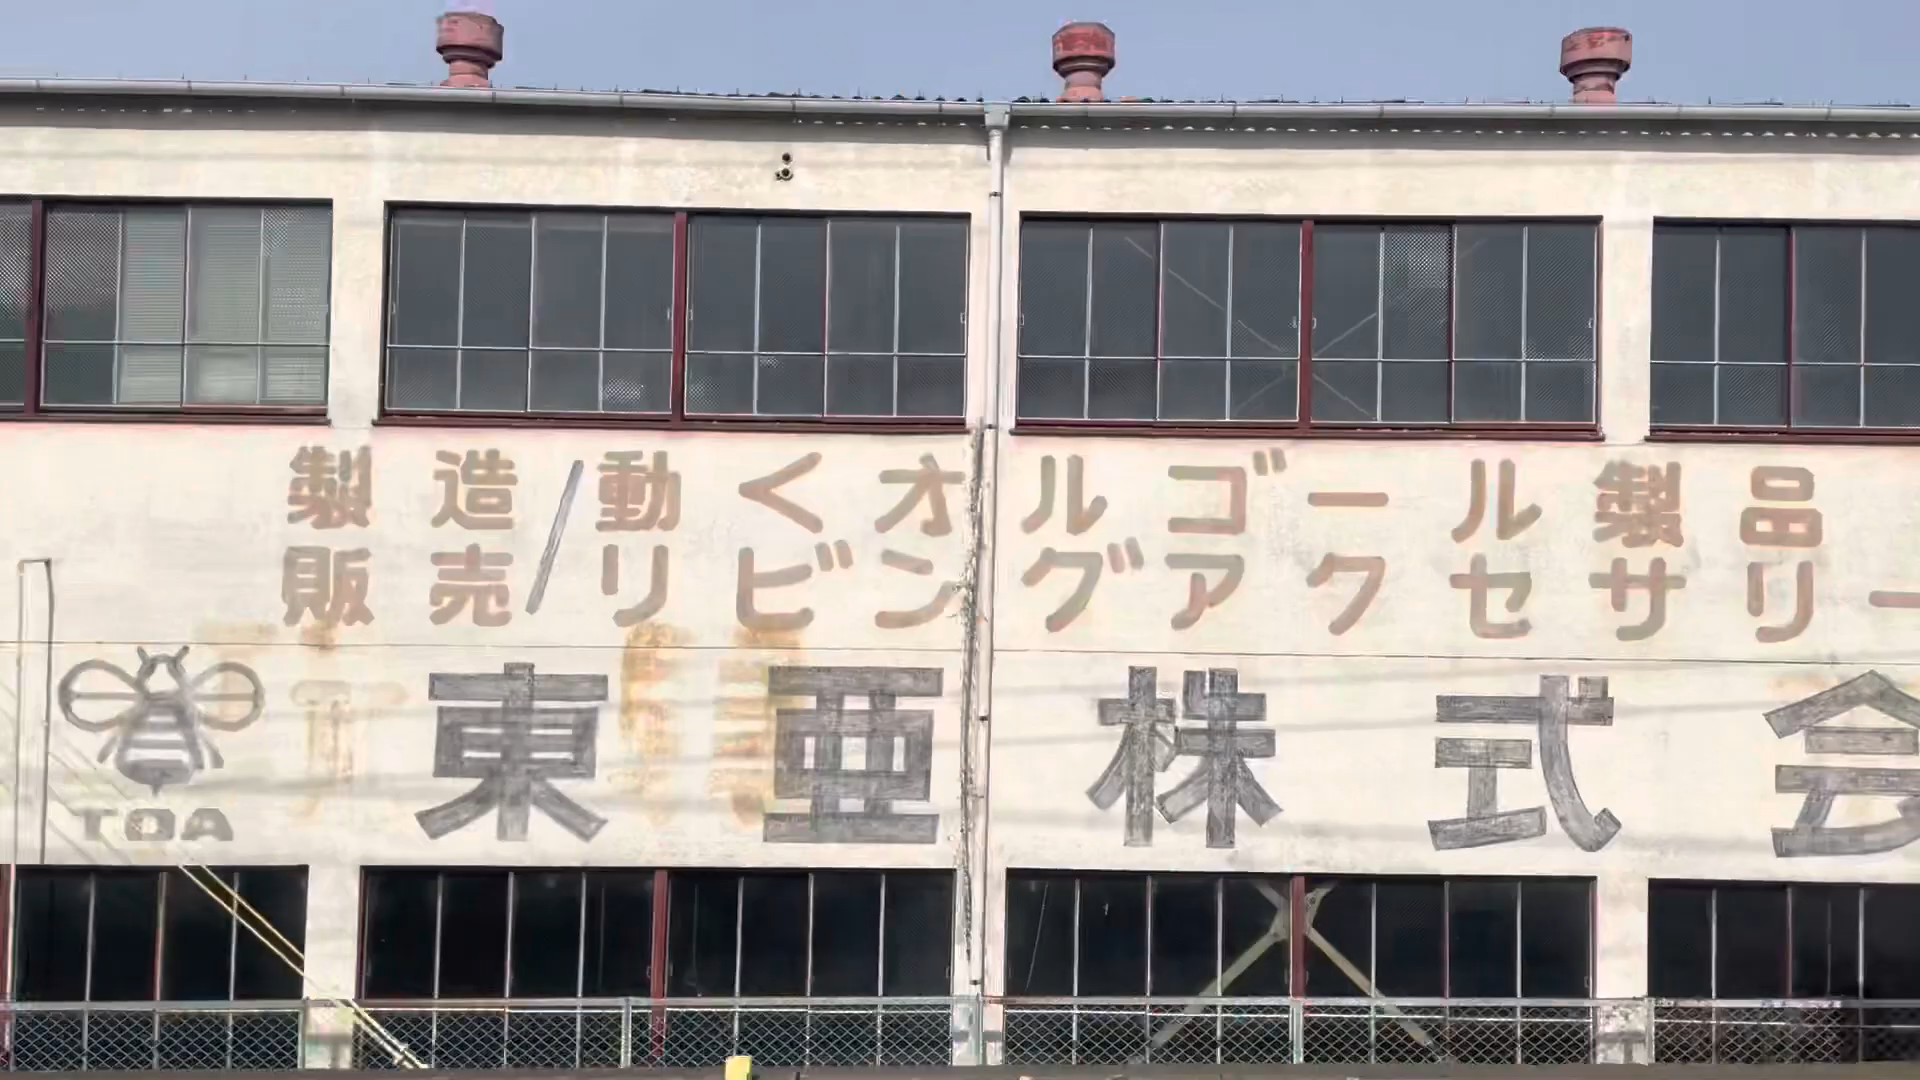 製造/動くオルゴール製品
販売/リビングアクセサリー
東亜株式会
TOA